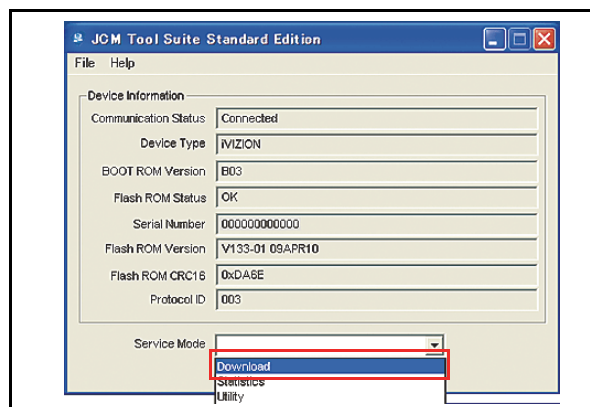 JCM Tool Suite Standard Edition
File Help
Device Information
Communication Status Connected
Device Type iVIZION
BOOT ROM Version B03
Flash ROM Status OK
Serial Number 000000000000
Flash ROM Version V133-01 09APR10
Flash ROM CRC16 0xDA6E
Protocol ID 003
Service Mode
Download
Statistics
Utility